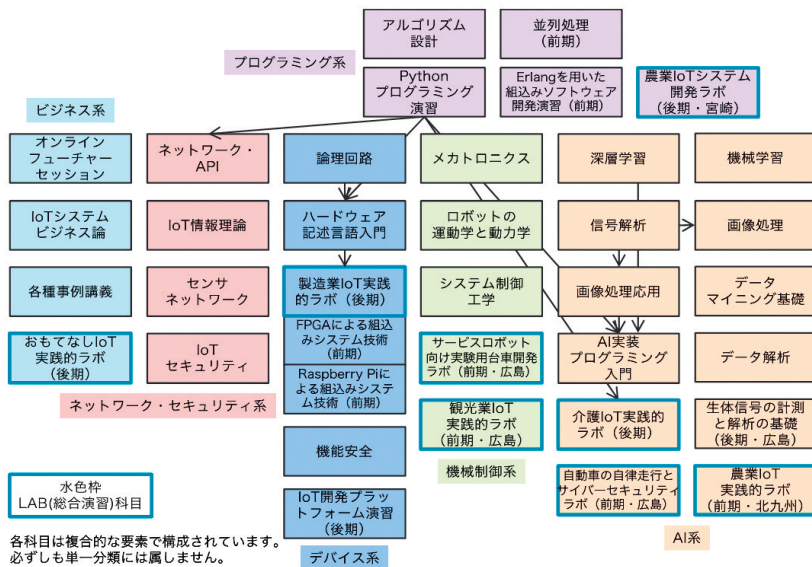 アルゴリズム
設計
並列処理
(前期)
プログラミング系
Python
プログラミング
演習
Erlangを用いた
組込みソフトウェア
開発演習(前期)
農業IoTシステム
開発ラボ
(後期・宮崎)
ビジネス系
オンライン
フューチャー
セッション
ネットワーク・
API
論理回路
メカトロニクス
深層学習
機械学習
IoTシステム
ビジネス論
IoT情報理論
ハードウェア
記述言語入門
ロボットの
運動学と動力学
信号解析
画像処理
各種事例講義
センサ
ネットワーク
製造業IoT実践
的ラボ(後期)
システム制御
工学
画像処理応用
データ
マイニング基礎
おもてなしIoT
実践的ラボ
(後期)
IoT
セキュリティ
FPGAによる組込
みシステム技術
(前期)
サービスロボット
向け実験用台車開発
ラボ(前期・広島)
AI実装
プログラミング
入門
データ解析
ネットワーク・セキュリティ系
Raspberry Piに
よる組込みシステ
ム技術(前期)
観光業IoT
実践的ラボ
(前期・広島)
介護IoT実践的
ラボ(後期)
生体信号の計測
と解析の基礎
(後期・広島)
機能安全
機械制御系
水色枠
LAB(総合演習)科目
IoT開発プラッ
トフォーム演習
(後期)
自動車の自律走行と
サイバーセキュリティ
ラボ(前期・広島)
農業IoT
実践的ラボ
(前期・北九州)
各科目は複合的な要素で構成されています。
必ずしも単一分類には属しません。
デバイス系
AI系